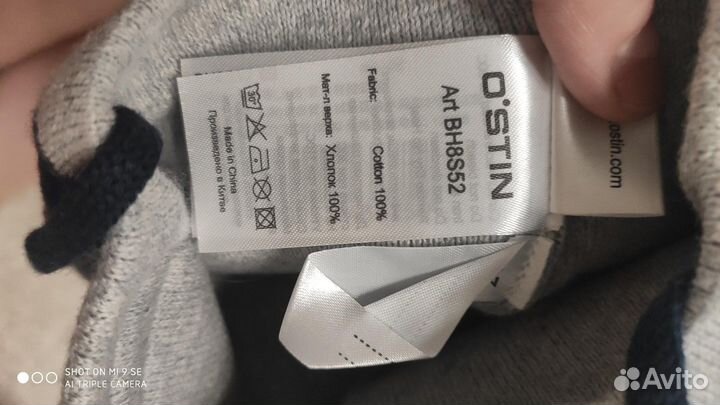 O'STIN
Art BH8S52
Fabric: Cotton 100%
Мат-л верха: Хлопок 100%
30°
Made in China
Произведено в Китае
ostin.com
SHOT ON MI 9 SE
AI TRIPLE CAMERA
Avito